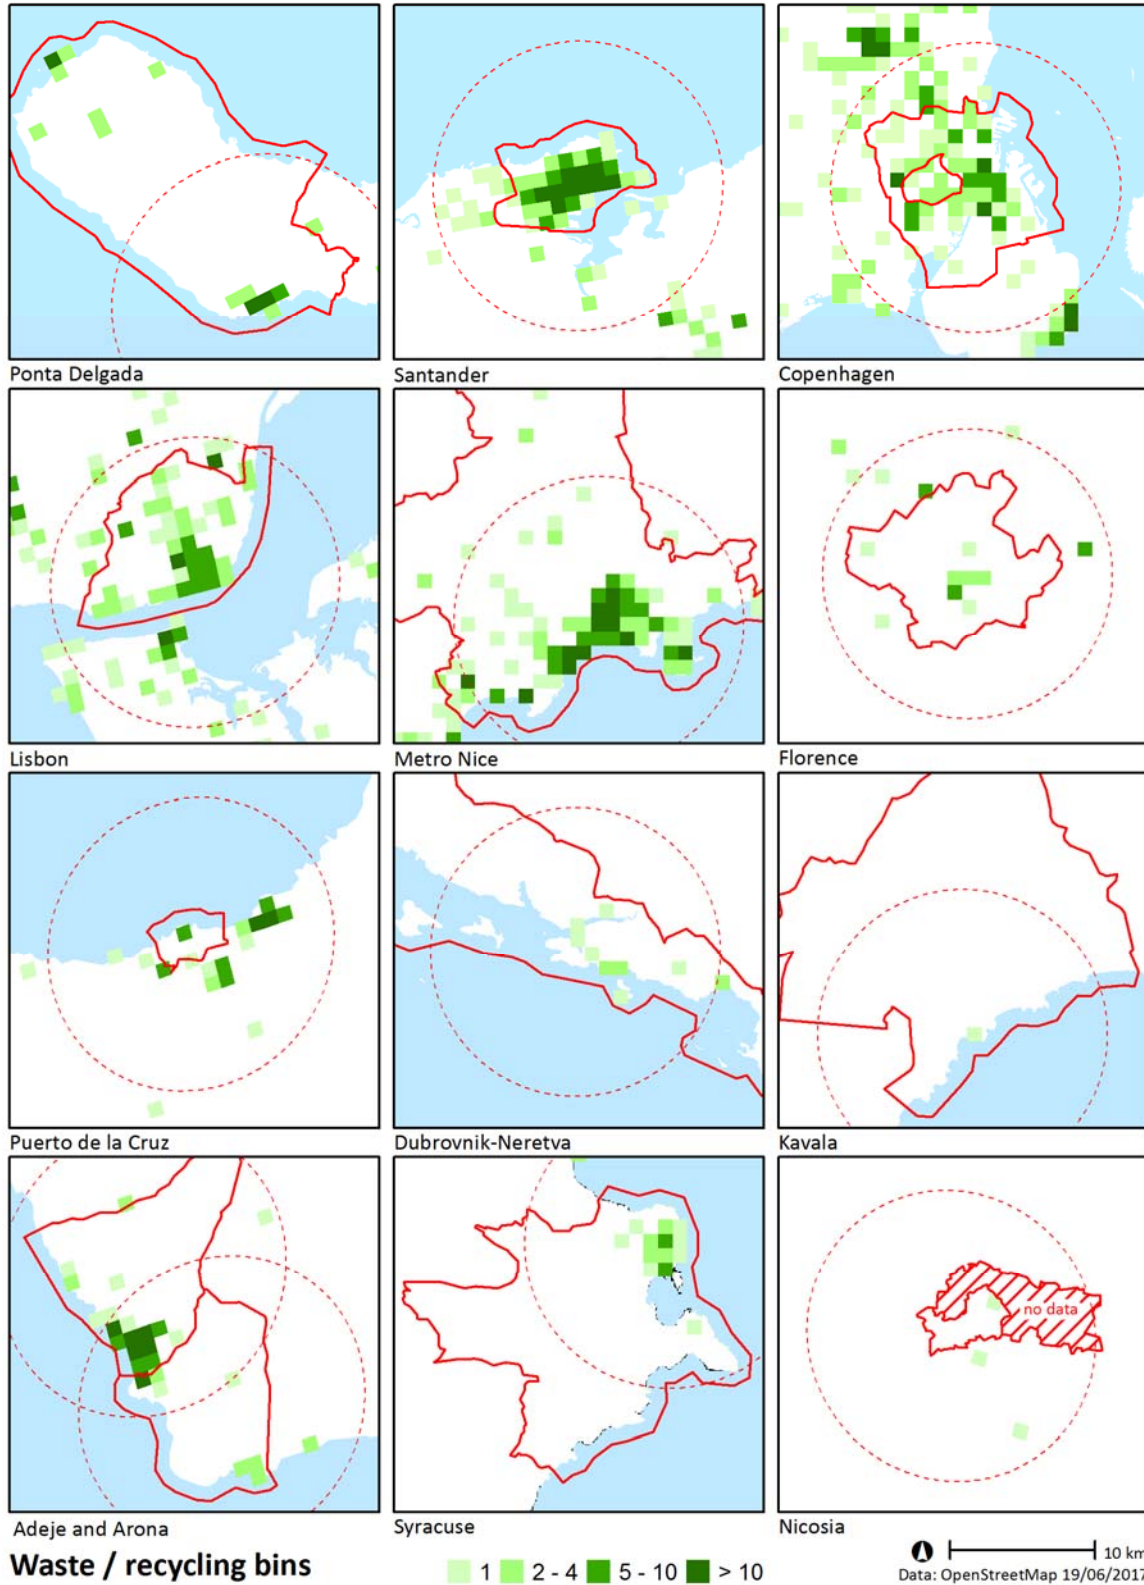 Ponta Delgada
Santander
Copenhagen
Lisbon
Metro Nice
Florence
Puerto de la Cruz
Dubrovnik-Neretva
Kavala
no data
Adeje and Arona
Syracuse
Nicosia
Waste / recycling bins
1
2 - 4
5 - 10
> 10
10 km
Data: OpenStreetMap 19/06/2017